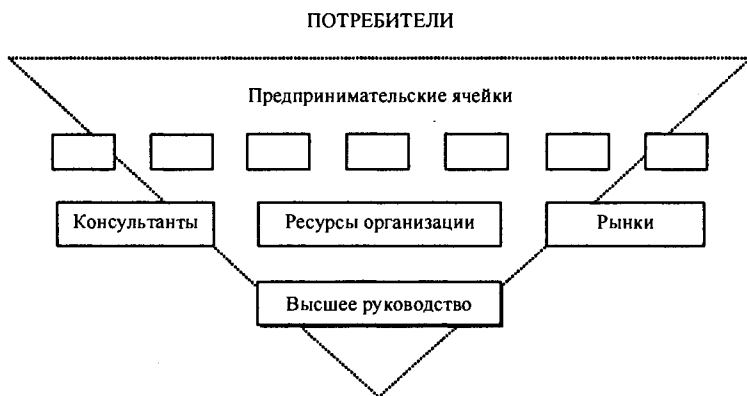 ПОТРЕБИТЕЛИ
Предпринимательские ячейки
Консультанты
Ресурсы организации
Рынки
Высшее руководство